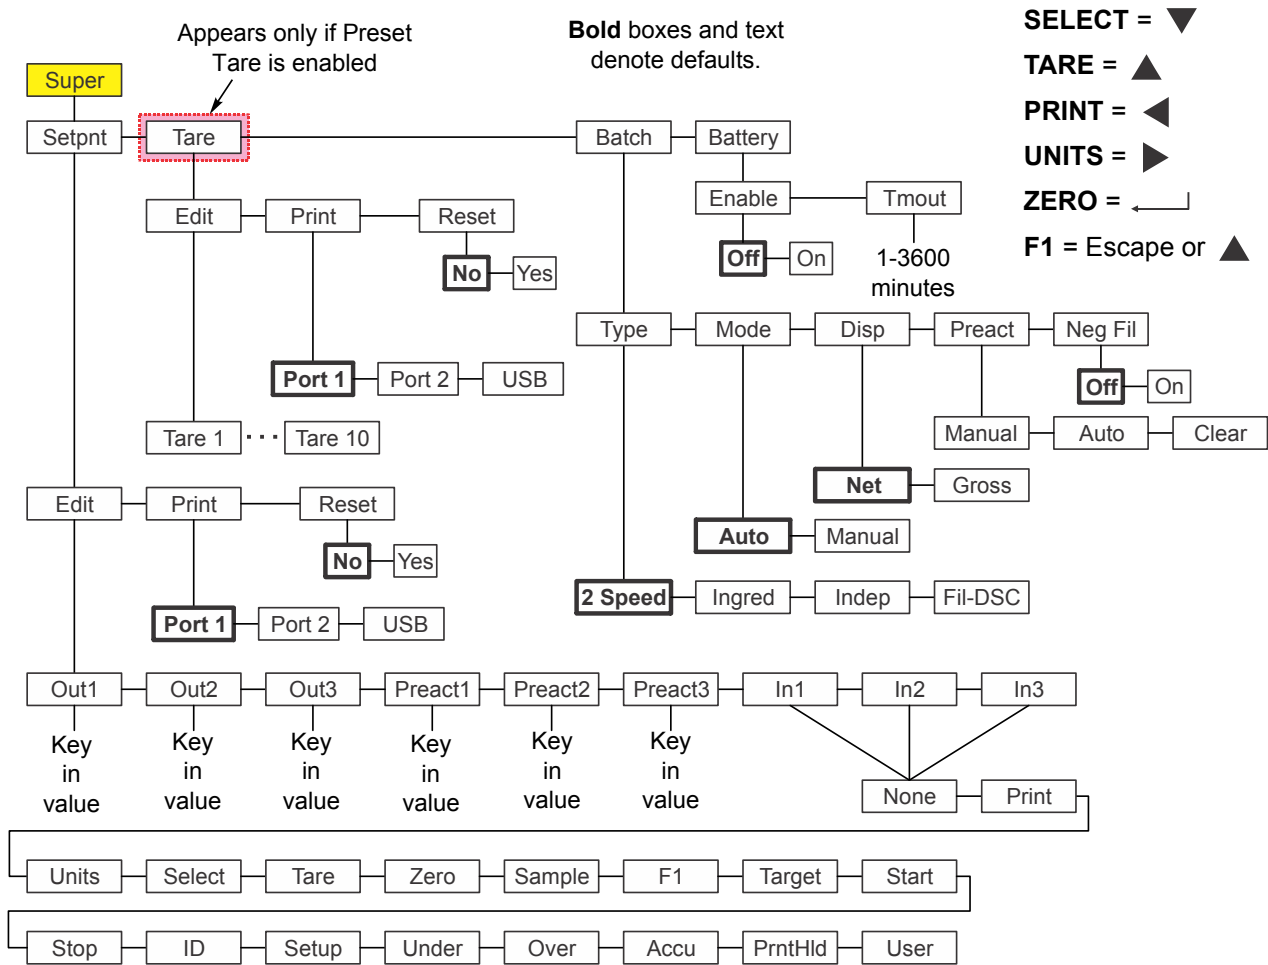 Appears only if Preset
Tare is enabled
Bold boxes and text
denote defaults.
SELECT = ▼
TARE = ▲
PRINT = ◀
UNITS = ▶
ZERO = ↵
F1 = Escape or ▲
Super
Setpnt Tare Batch Battery
Enable Tmout
Edit Print Reset
Off On 1-3600
minutes
No Yes
Type Mode Disp Preact Neg Fil
Port 1 Port 2 USB
Off On
Tare 1 ··· Tare 10
Manual Auto Clear
Net Gross
Edit Print Reset
Auto Manual
No Yes
2 Speed Ingred Indep Fil-DSC
Port 1 Port 2 USB
Out1 Out2 Out3 Preact1 Preact2 Preact3 In1 In2 In3
Key Key Key Key Key Key
in in in in in in
value value value value value value
None Print
Units Select Tare Zero Sample F1 Target Start
Stop ID Setup Under Over Accu PrntHld User